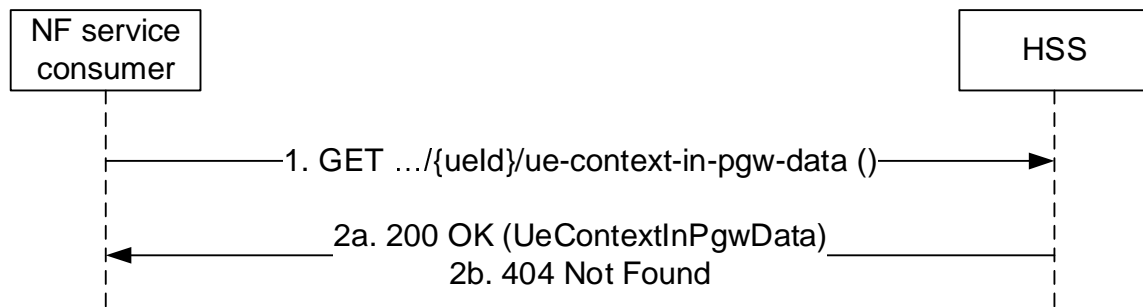 NF service
consumer
HSS
1. GET …/{ueId}/ue-context-in-pgw-data ()
2a. 200 OK (UeContextInPgwData)
2b. 404 Not Found